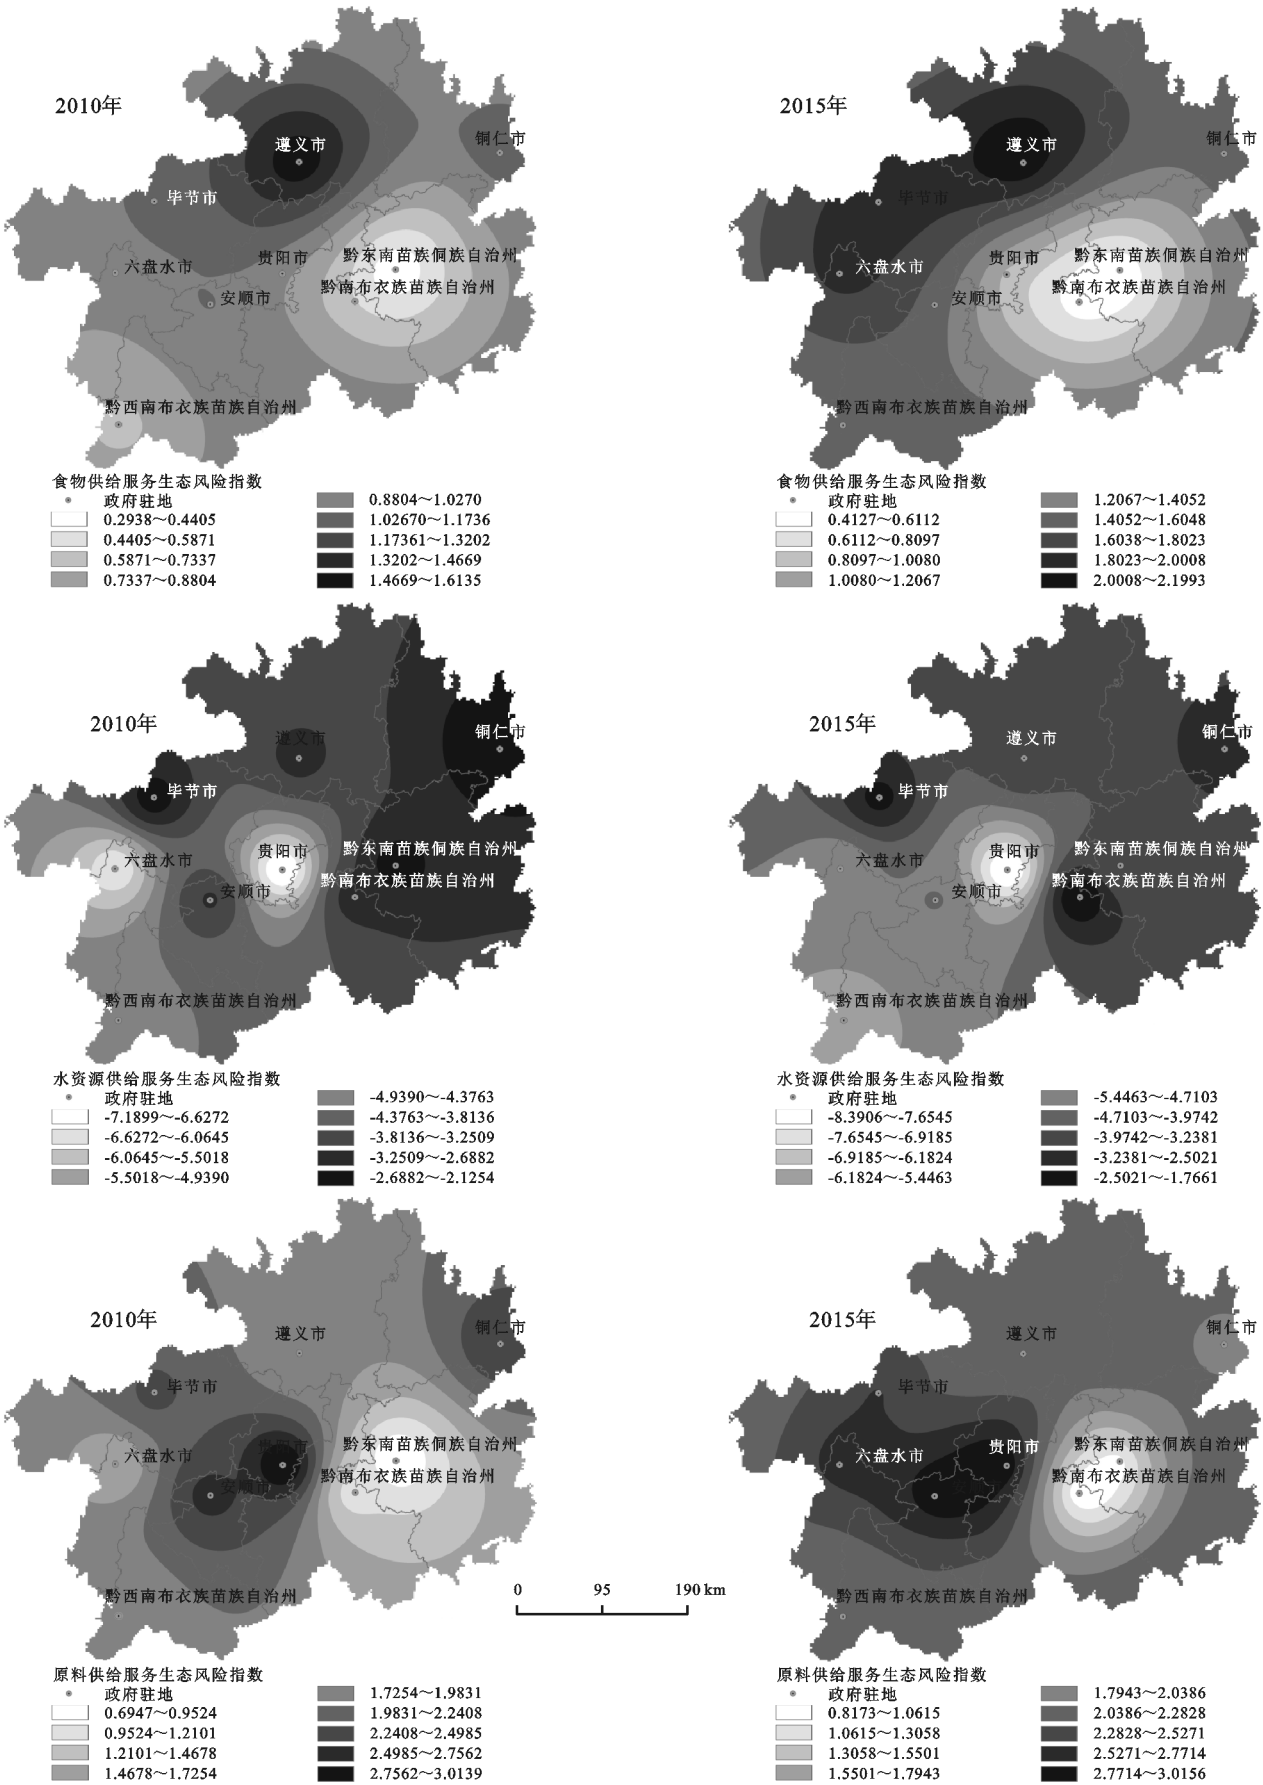 2010年
遵义市
铜仁市
毕节市
六盘水市
贵阳市
黔东南苗族侗族自治州
黔南布衣族苗族自治州
安顺市
黔西南布衣族苗族自治州
食物供给服务生态风险指数
政府驻地
0.2938～0.4405
0.4405～0.5871
0.5871～0.7337
0.7337～0.8804
0.8804～1.0270
1.02670～1.1736
1.17361～1.3202
1.3202～1.4669
1.4669～1.6135
2015年
遵义市
铜仁市
毕节市
六盘水市
贵阳市
黔东南苗族侗族自治州
黔南布衣族苗族自治州
安顺市
黔西南布衣族苗族自治州
食物供给服务生态风险指数
政府驻地
0.4127～0.6112
0.6112～0.8097
0.8097～1.0080
1.0080～1.2067
1.2067～1.4052
1.4052～1.6048
1.6038～1.8023
1.8023～2.0008
2.0008～2.1993
2010年
遵义市
铜仁市
毕节市
六盘水市
贵阳市
黔东南苗族侗族自治州
黔南布衣族苗族自治州
安顺市
黔西南布衣族苗族自治州
水资源供给服务生态风险指数
政府驻地
-7.1899～-6.6272
-6.6272～-6.0645
-6.0645～-5.5018
-5.5018～-4.9390
-4.9390～-4.3763
-4.3763～-3.8136
-3.8136～-3.2509
-3.2509～-2.6882
-2.6882～-2.1254
2015年
遵义市
铜仁市
毕节市
六盘水市
贵阳市
黔东南苗族侗族自治州
黔南布衣族苗族自治州
安顺市
黔西南布衣族苗族自治州
水资源供给服务生态风险指数
政府驻地
-8.3906～-7.6545
-7.6545～-6.9185
-6.9185～-6.1824
-6.1824～-5.4463
-5.4463～-4.7103
-4.7103～-3.9742
-3.9742～-3.2381
-3.2381～-2.5021
-2.5021～-1.7661
2010年
遵义市
铜仁市
毕节市
六盘水市
贵阳市
黔东南苗族侗族自治州
黔南布衣族苗族自治州
安顺市
黔西南布衣族苗族自治州
原料供给服务生态风险指数
政府驻地
0.6947～0.9524
0.9524～1.2101
1.2101～1.4678
1.4678～1.7254
1.7254～1.9831
1.9831～2.2408
2.2408～2.4985
2.4985～2.7562
2.7562～3.0139
0 95 190 km
2015年
遵义市
铜仁市
毕节市
六盘水市
贵阳市
黔东南苗族侗族自治州
黔南布衣族苗族自治州
黔西南布衣族苗族自治州
原料供给服务生态风险指数
政府驻地
0.8173～1.0615
1.0615～1.3058
1.3058～1.5501
1.5501～1.7943
1.7943～2.0386
2.0386～2.2828
2.2828～2.5271
2.5271～2.7714
2.7714～3.0156